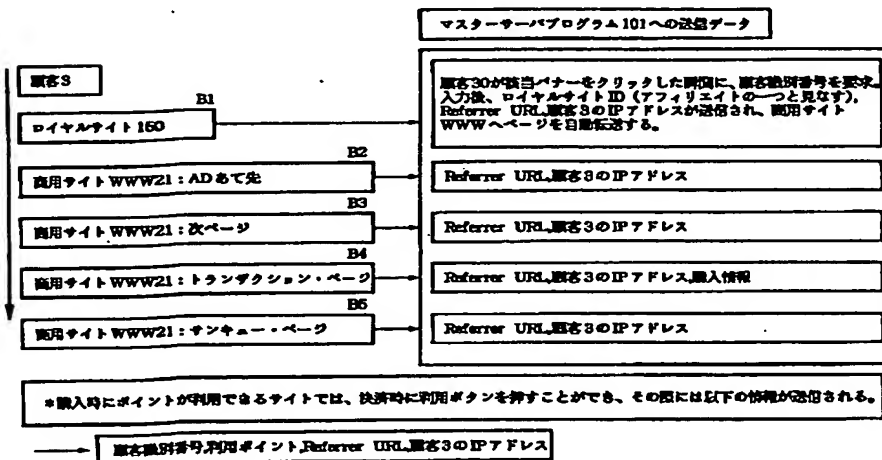 マスターサーバプログラム101への送信データ
顧客3
顧客30が該当バナーをクリックした瞬間に、顧客識別番号を要求。
入力後、ロイヤルサイトID(アフィリエイトの一つと見なす),
Referrer URL,顧客3のIPアドレスが送信され、商用サイト
WWWへページを自動転送する。
B1
ロイヤルサイト150
B2
商用サイトWWW21:ADあて先
Referrer URL,顧客3のIPアドレス
B3
商用サイトWWW21:次ページ
Referrer URL,顧客3のIPアドレス
B4
商用サイトWWW21:トランザクション・ページ
Referrer URL,顧客3のIPアドレス,購入情報
B5
商用サイトWWW21:サンキュー・ページ
Referrer URL,顧客3のIPアドレス
*購入時にポイントが利用できるサイトでは、決済時に利用ボタンを押すことができ、その際には以下の情報が送信される。
顧客識別番号,利用ポイント,Referrer URL,顧客3のIPアドレス